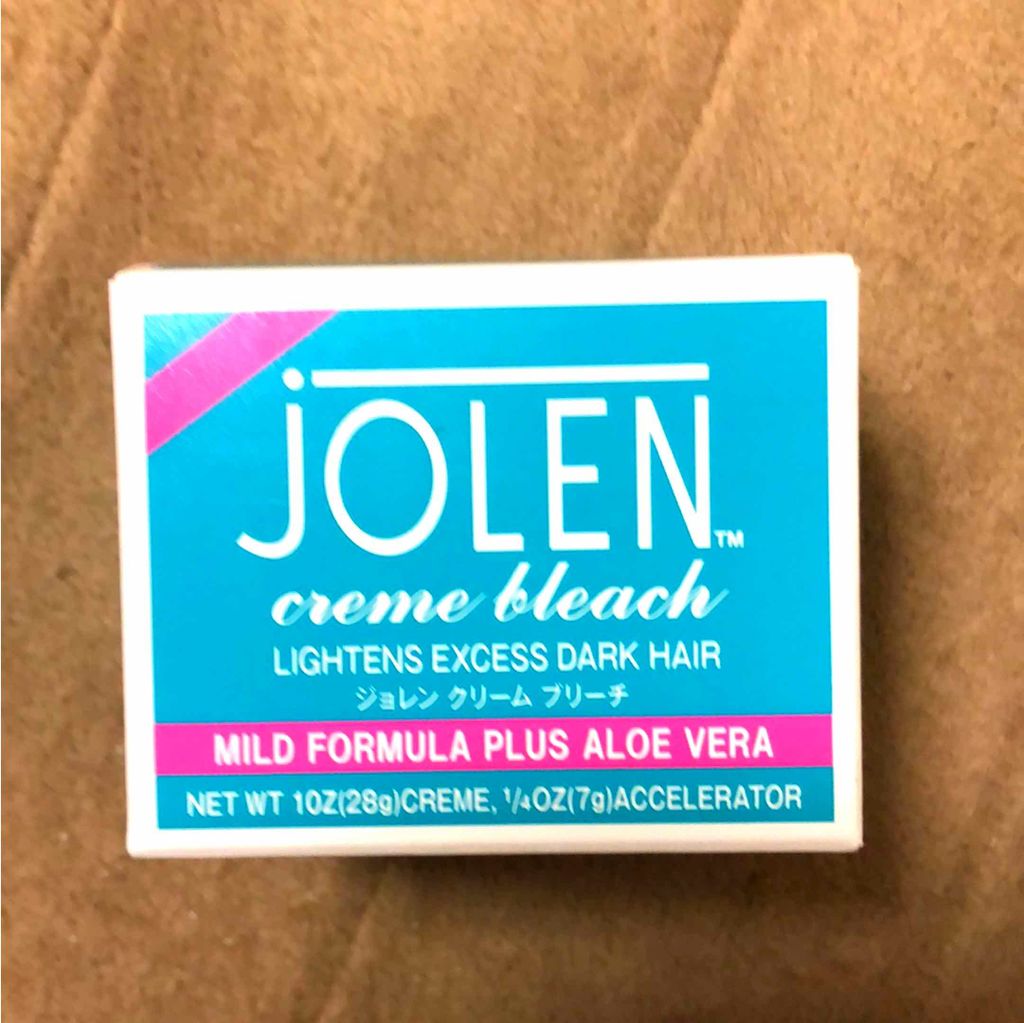 JOLEN™
creme bleach
LIGHTENS EXCESS DARK HAIR
ジョレン クリーム ブリーチ
MILD FORMULA PLUS ALOE VERA
NET WT 1OZ(28g)CREME, 1/4OZ(7g)ACCELERATOR